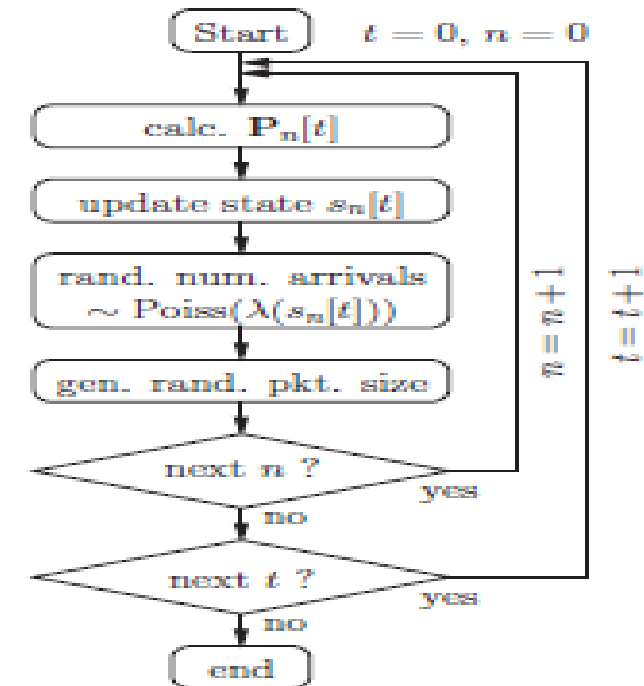 Start
t = 0, n = 0
calc. Pₙ[t]
update state sₙ[t]
rand. num. arrivals
∼ Poiss(λ(sₙ[t]))
gen. rand. pkt. size
next n ?
yes
no
next t ?
yes
no
end
n=n+1
t=t+1